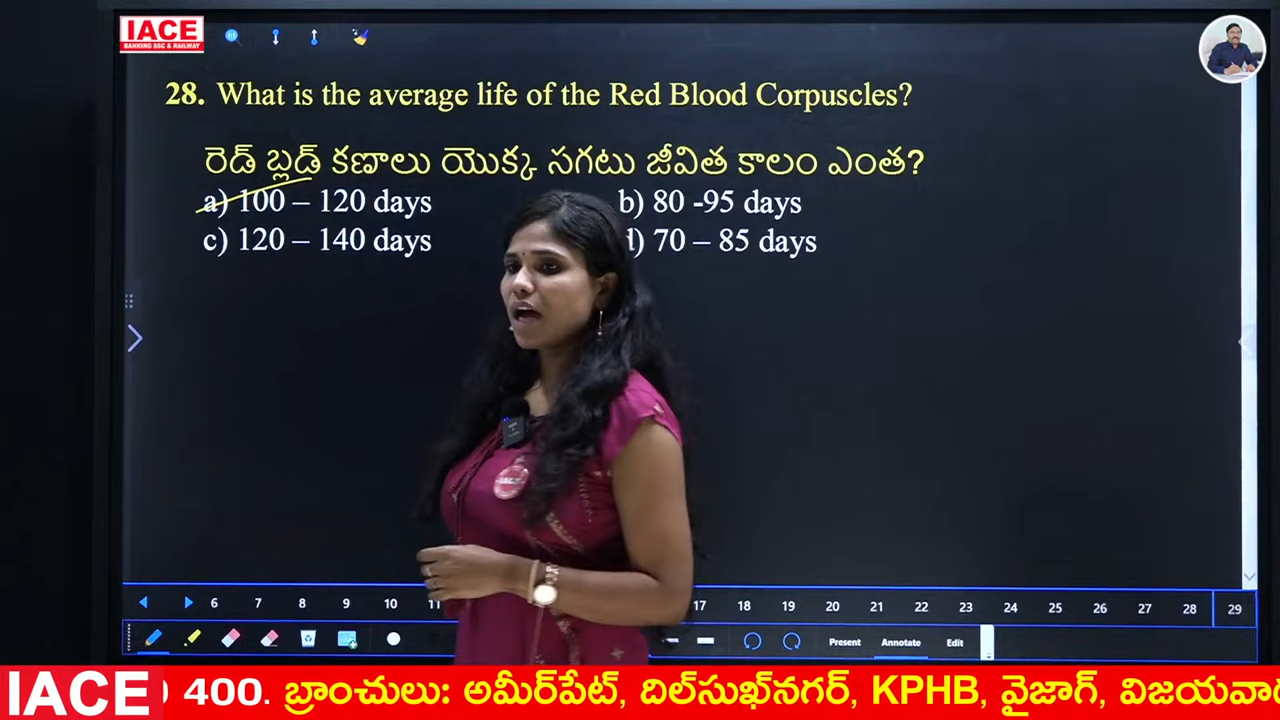 IACE
BANKING SSC & RAILWAY
28. What is the average life of the Red Blood Corpuscles?
రెడ్ బ్లడ్ కణాలు యొక్క సగటు జీవిత కాలం ఎంత?
a) 100 – 120 days b) 80 -95 days
c) 120 – 140 days d) 70 – 85 days
6 7 8 9 10 11 17 18 19 20 21 22 23 24 25 26 27 28 29
Present Annotate Edit
IACE 400. బ్రాంచులు: అమీర్‌పేట్, దిల్‌సుఖ్‌నగర్, KPHB, వైజాగ్,